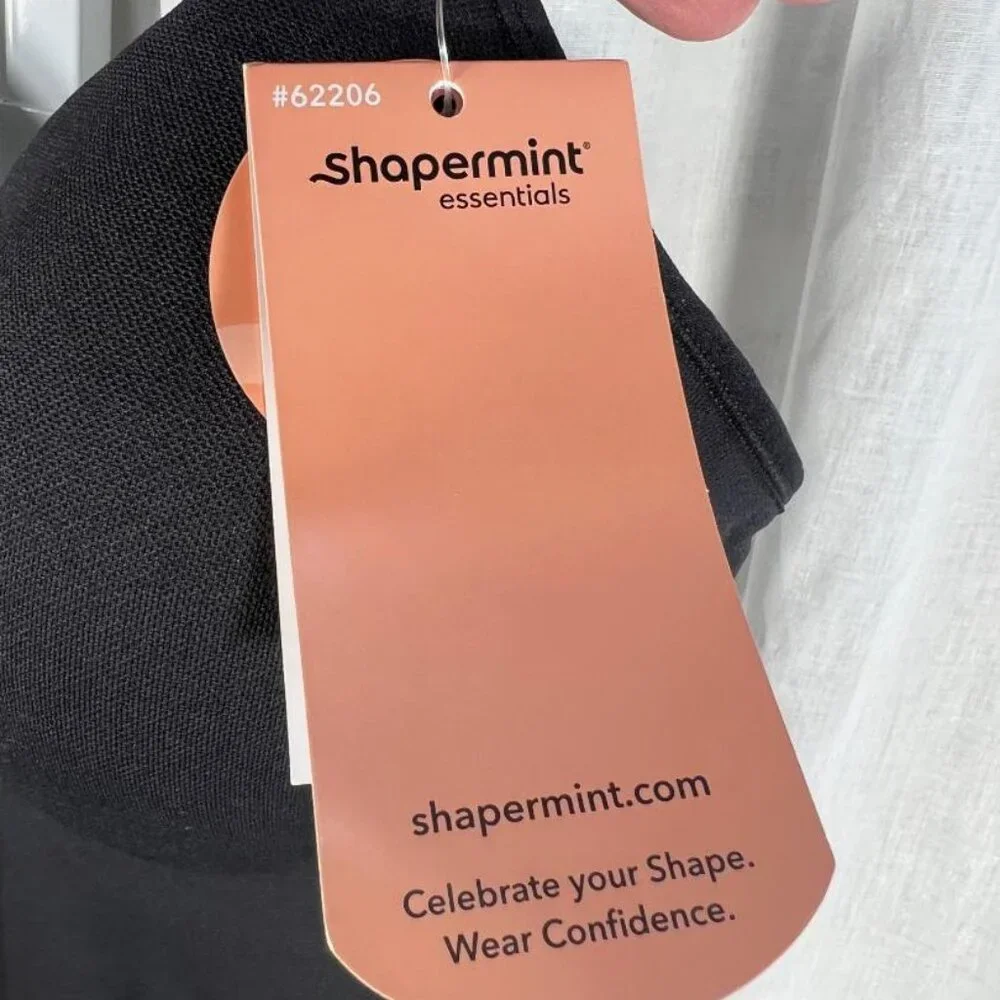 #62206
shapermint®
essentials
shapermint.com
Celebrate your Shape.
Wear Confidence.